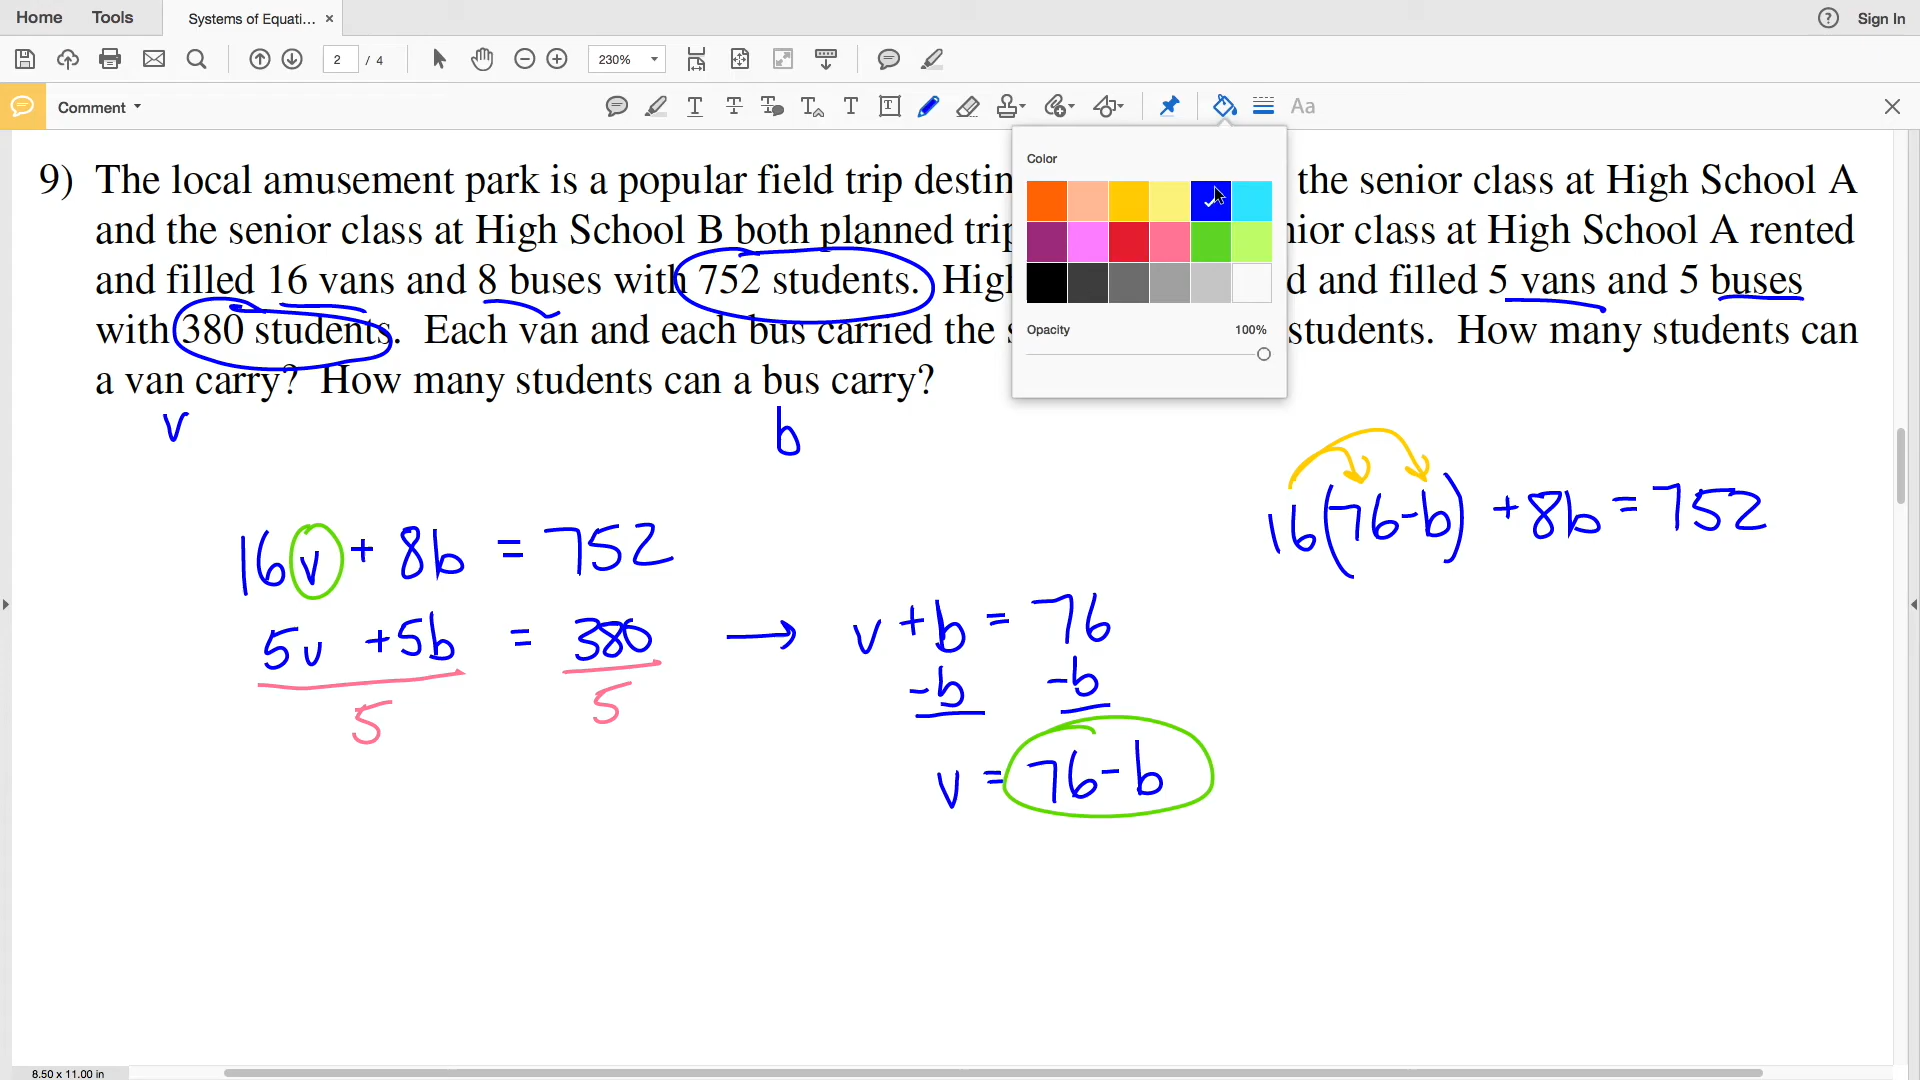 Home Tools Systems of Equati... × Sign In
2 / 4 230%
Comment Aa
Color
Opacity 100%
9) The local amusement park is a popular field trip destin the senior class at High School A
and the senior class at High School B both planned trip nior class at High School A rented
and filled 16 vans and 8 buses with 752 students. High d and filled 5 vans and 5 buses
with 380 students. Each van and each bus carried the s students. How many students can
a van carry? How many students can a bus carry?
v b
16(76-b) +8b = 752
16v + 8b = 752
5v +5b = 380 → v +b = 76
5 5 -b -b
v = 76-b
8.50 x 11.00 in